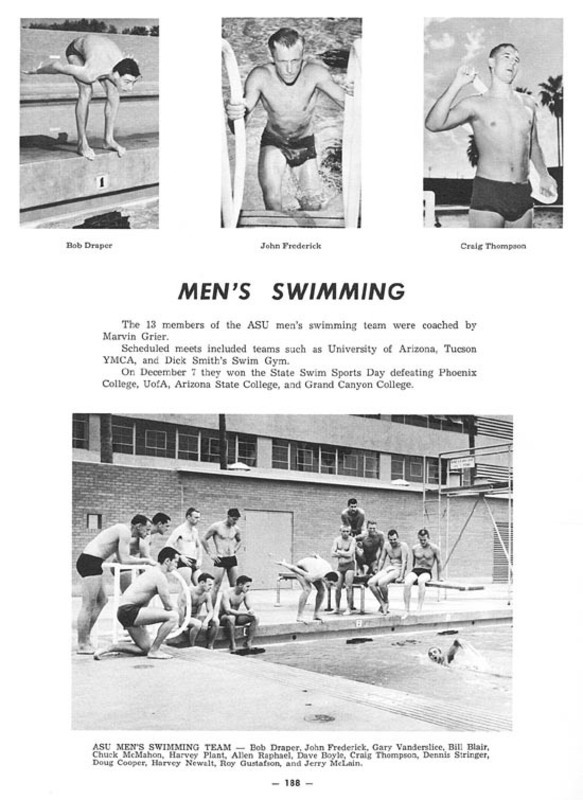 1
Bob Draper
John Frederick
Craig Thompson
MEN'S SWIMMING
The 13 members of the ASU men's swimming team were coached by
Marvin Grier.
Scheduled meets included teams such as University of Arizona, Tucson
YMCA, and Dick Smith's Swim Gym.
On December 7 they won the State Swim Sports Day defeating Phoenix
College, UofA, Arizona State College, and Grand Canyon College.
ASU MEN'S SWIMMING TEAM — Bob Draper, John Frederick, Gary Vanderslice, Bill Blair,
Chuck McMahon, Harvey Plant, Allen Raphael, Dave Boyle, Craig Thompson, Dennis Stringer,
Doug Cooper, Harvey Newalt, Roy Gustafson, and Jerry McLain.
— 188 —